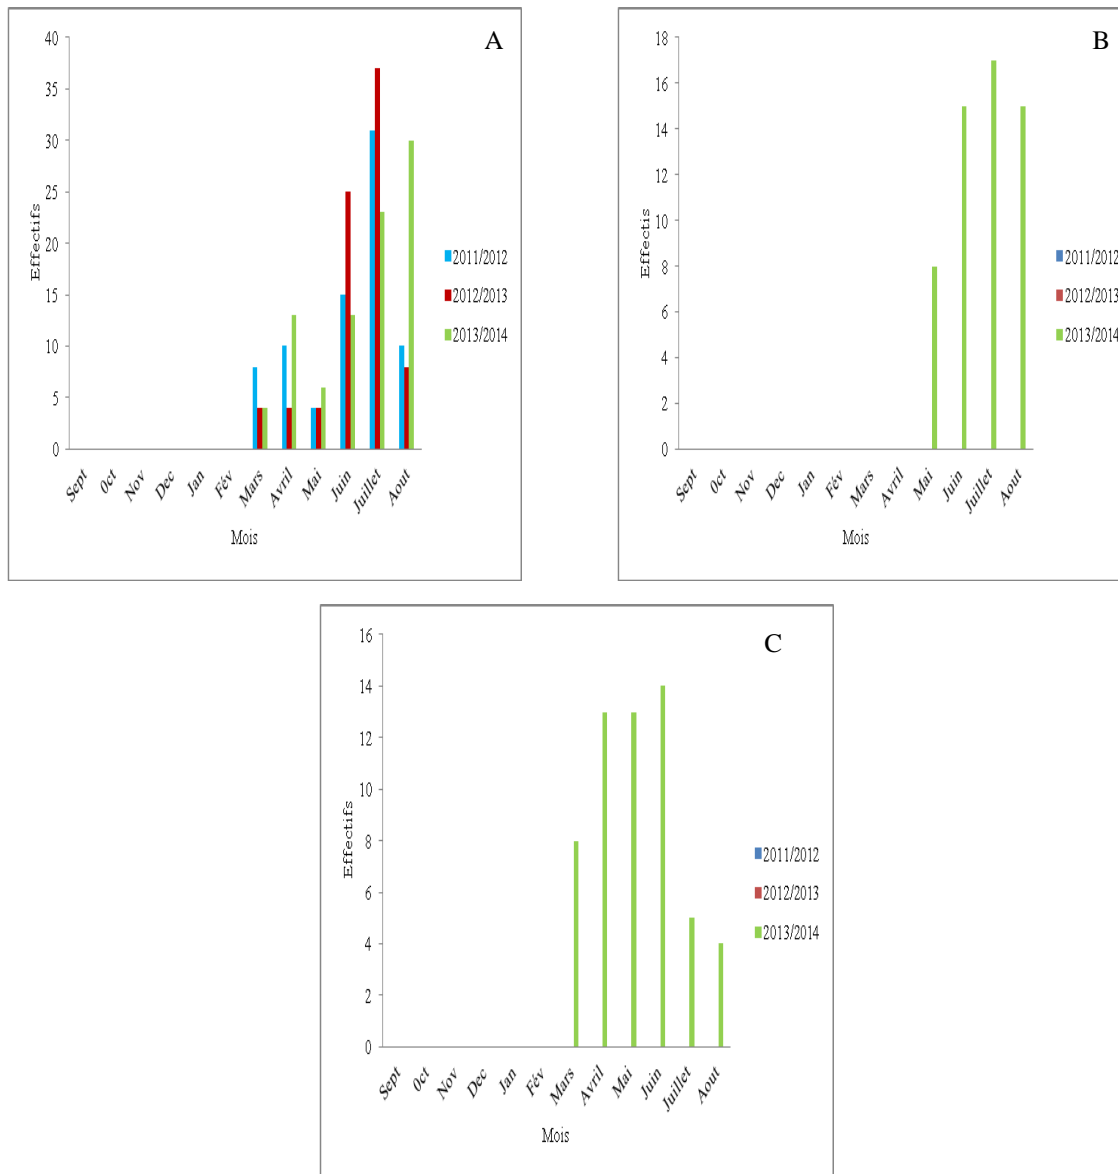 A
40
35
30
25
20
15
10
5
0
Effectifs
Sept
0ct
Nov
Dec
Jan
Fév
Mars
Avril
Mai
Juin
Juillet
Aout
Mois
2011/2012
2012/2013
2013/2014
B
18
16
14
12
10
8
6
4
2
0
Effectis
Sept
0ct
Nov
Dec
Jan
Fév
Mars
Avril
Mai
Juin
Juillet
Aout
Mois
2011/2012
2012/2013
2013/2014
C
16
14
12
10
8
6
4
2
0
Effectifs
Sept
0ct
Nov
Dec
Jan
Fév
Mars
Avril
Mai
Juin
Juillet
Aout
Mois
2011/2012
2012/2013
2013/2014